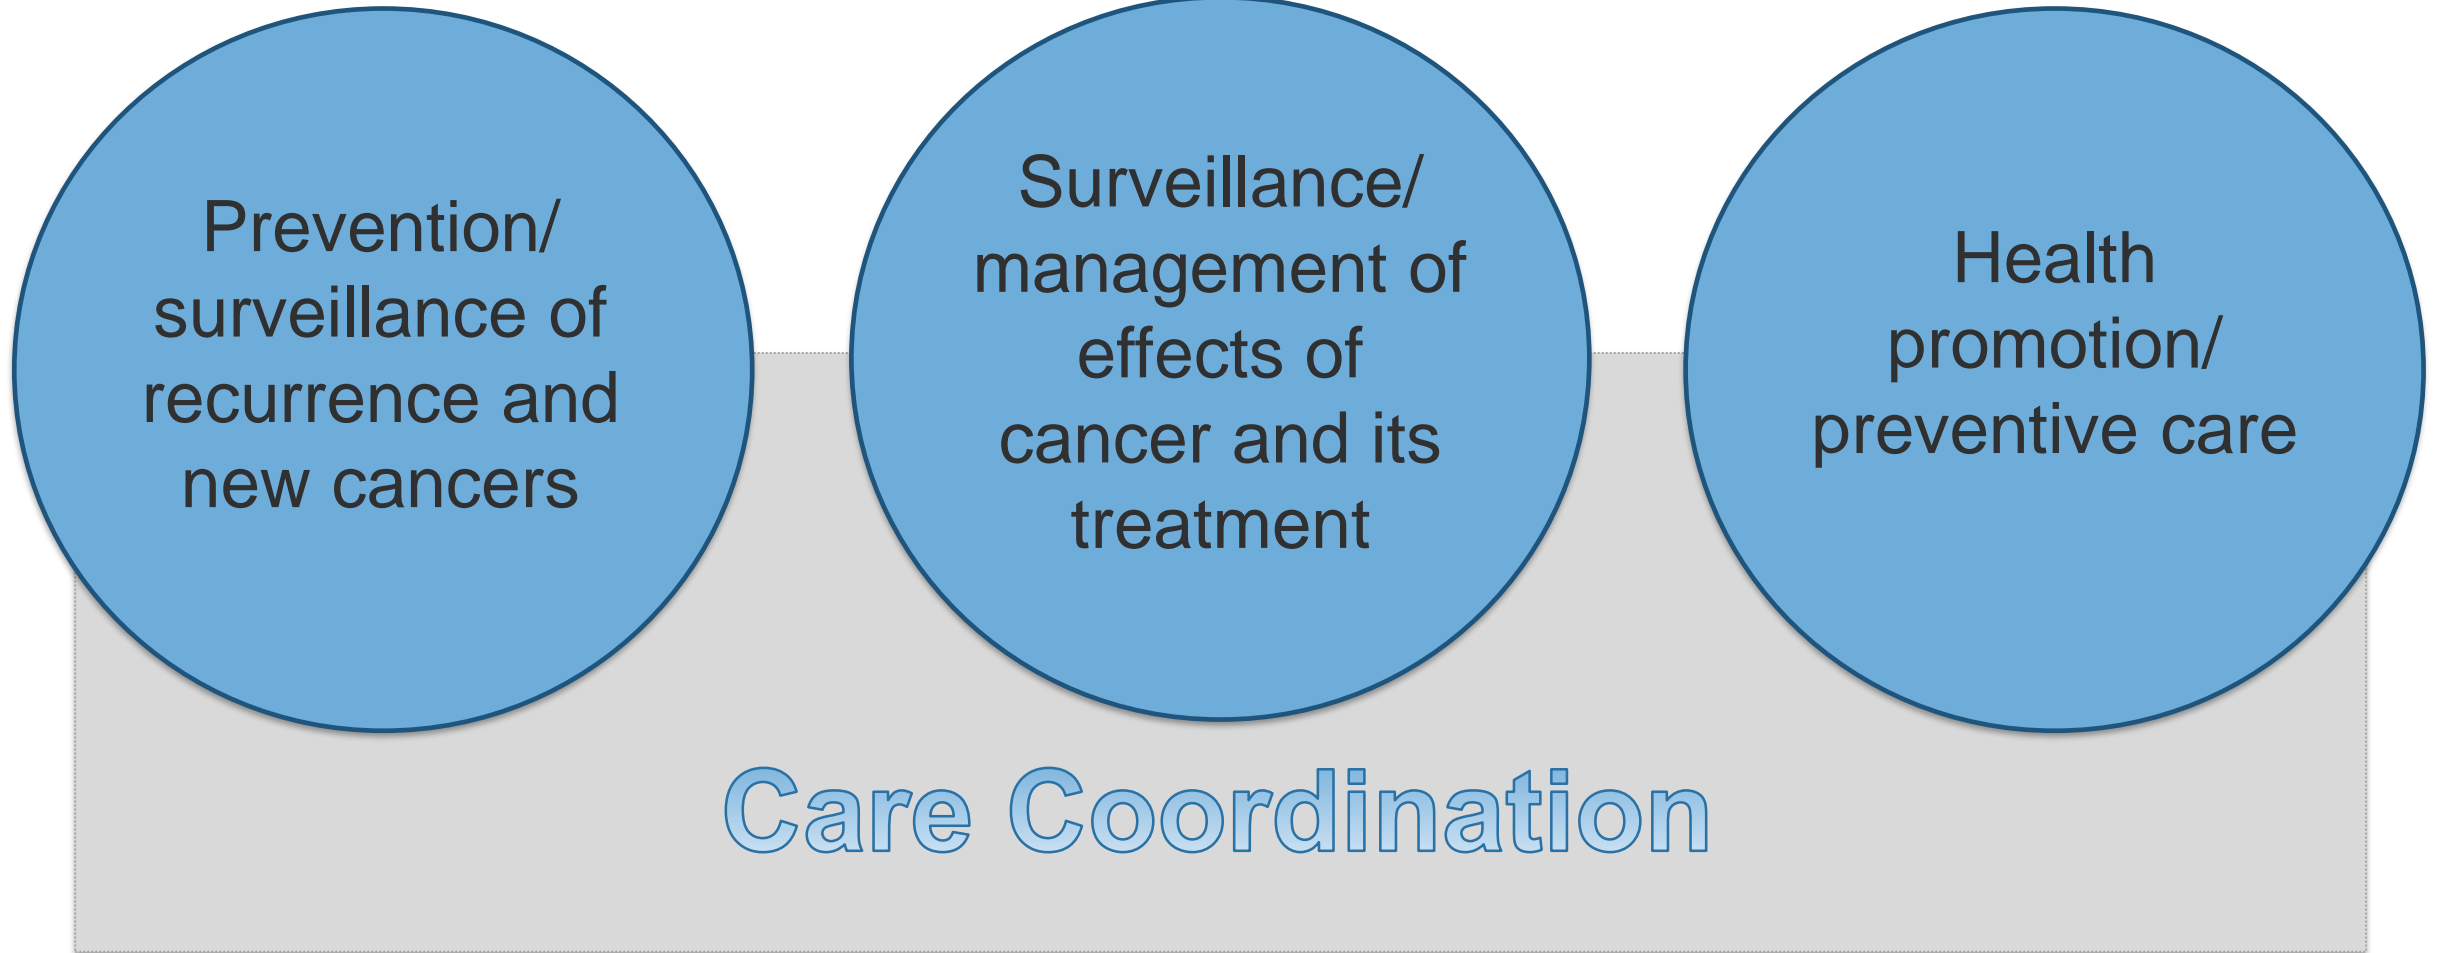 Prevention/
surveillance of
recurrence and
new cancers
Surveillance/
management of
effects of
cancer and its
treatment
Health
promotion/
preventive care
Care Coordination